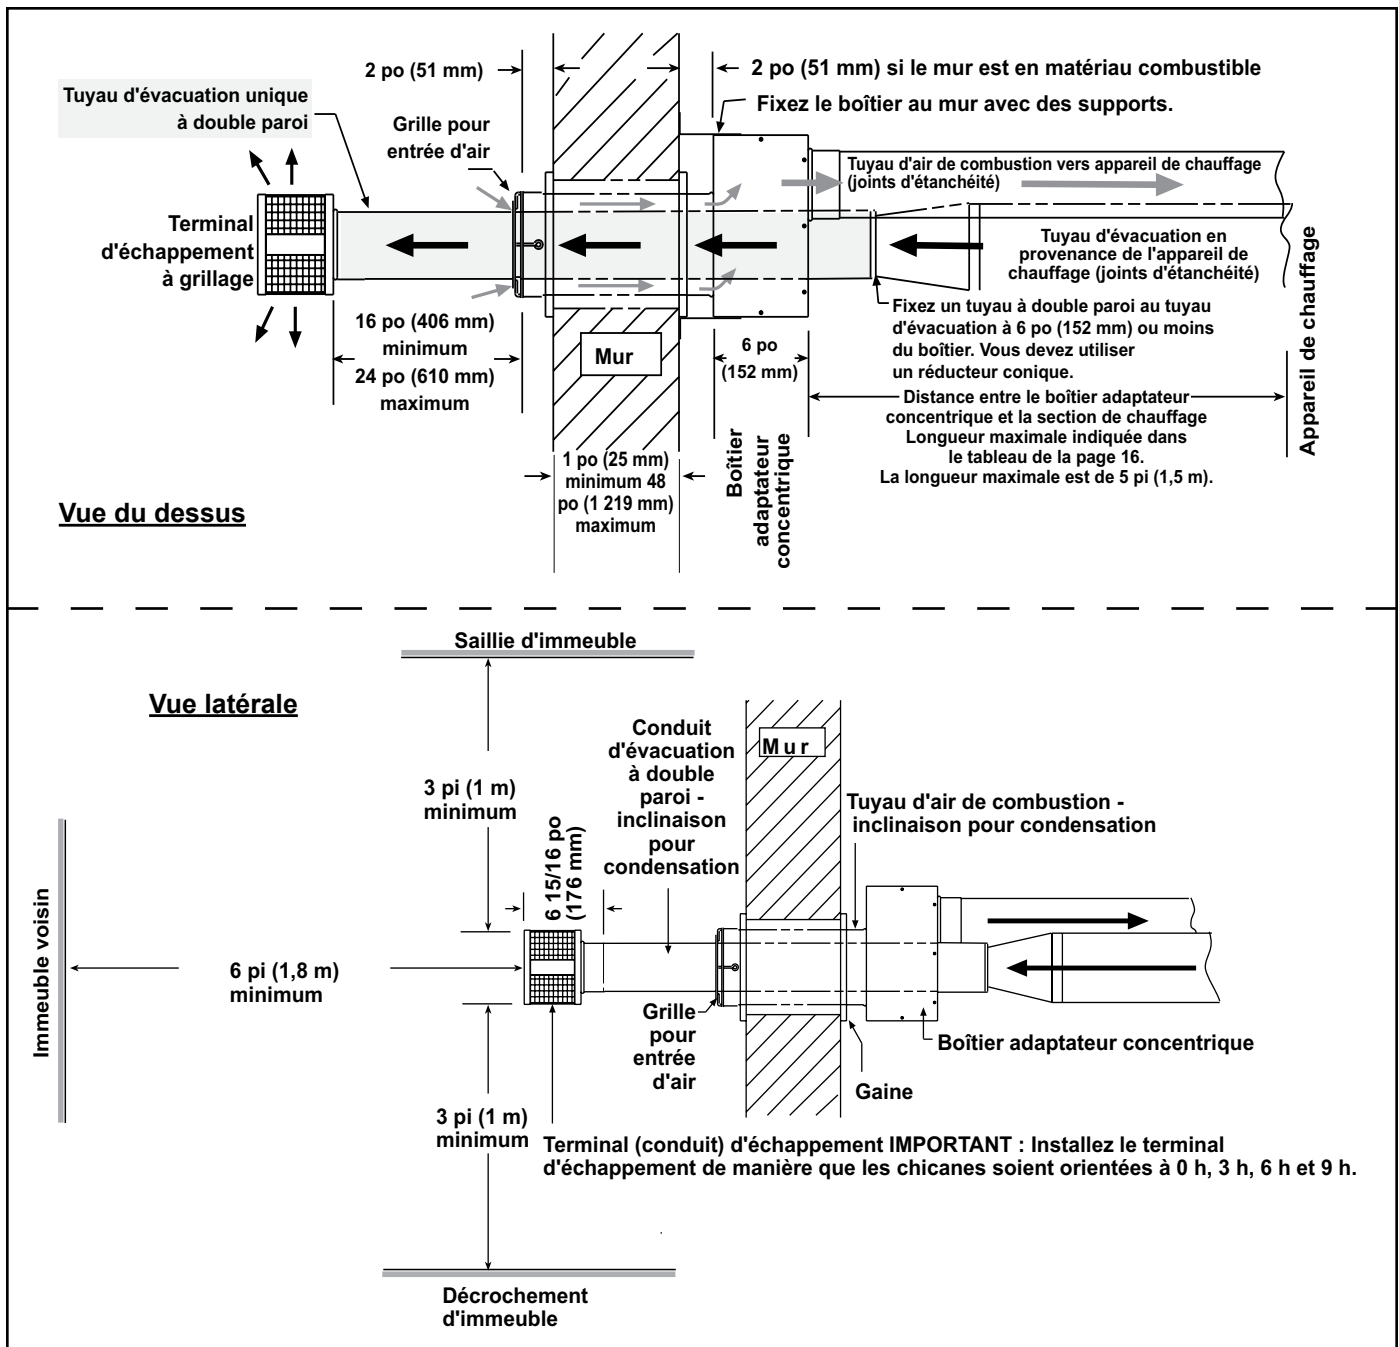 2 po (51 mm)
2 po (51 mm) si le mur est en matériau combustible
Tuyau d'évacuation unique
à double paroi
Fixez le boîtier au mur avec des supports.
Grille pour
entrée d'air
Tuyau d'air de combustion vers appareil de chauffage
(joints d'étanchéité)
Terminal
d'échappement
à grillage
Tuyau d'évacuation en
provenance de l'appareil de
chauffage (joints d'étanchéité)
Appareil de chauffage
16 po (406 mm)
minimum
24 po (610 mm)
maximum
Mur
6 po
(152 mm)
Fixez un tuyau à double paroi au tuyau
d'évacuation à 6 po (152 mm) ou moins
du boîtier. Vous devez utiliser
un réducteur conique.
Distance entre le boîtier adaptateur
concentrique et la section de chauffage
Longueur maximale indiquée dans
le tableau de la page 16.
La longueur maximale est de 5 pi (1,5 m).
1 po (25 mm)
minimum 48
po (1 219 mm)
maximum
Boîtier
adaptateur
concentrique
Vue du dessus
Saillie d'immeuble
Vue latérale
Conduit
d'évacuation
à double
paroi -
inclinaison
pour
condensation
Mur
3 pi (1 m)
minimum
6 15/16 po
(176 mm)
Tuyau d'air de combustion -
inclinaison pour condensation
Immeuble voisin
6 pi (1,8 m)
minimum
Grille
pour
entrée
d'air
Boîtier adaptateur concentrique
Gaine
3 pi (1 m)
minimum
Terminal (conduit) d'échappement IMPORTANT : Installez le terminal
d'échappement de manière que les chicanes soient orientées à 0 h, 3 h, 6 h et 9 h.
Décrochement
d'immeuble